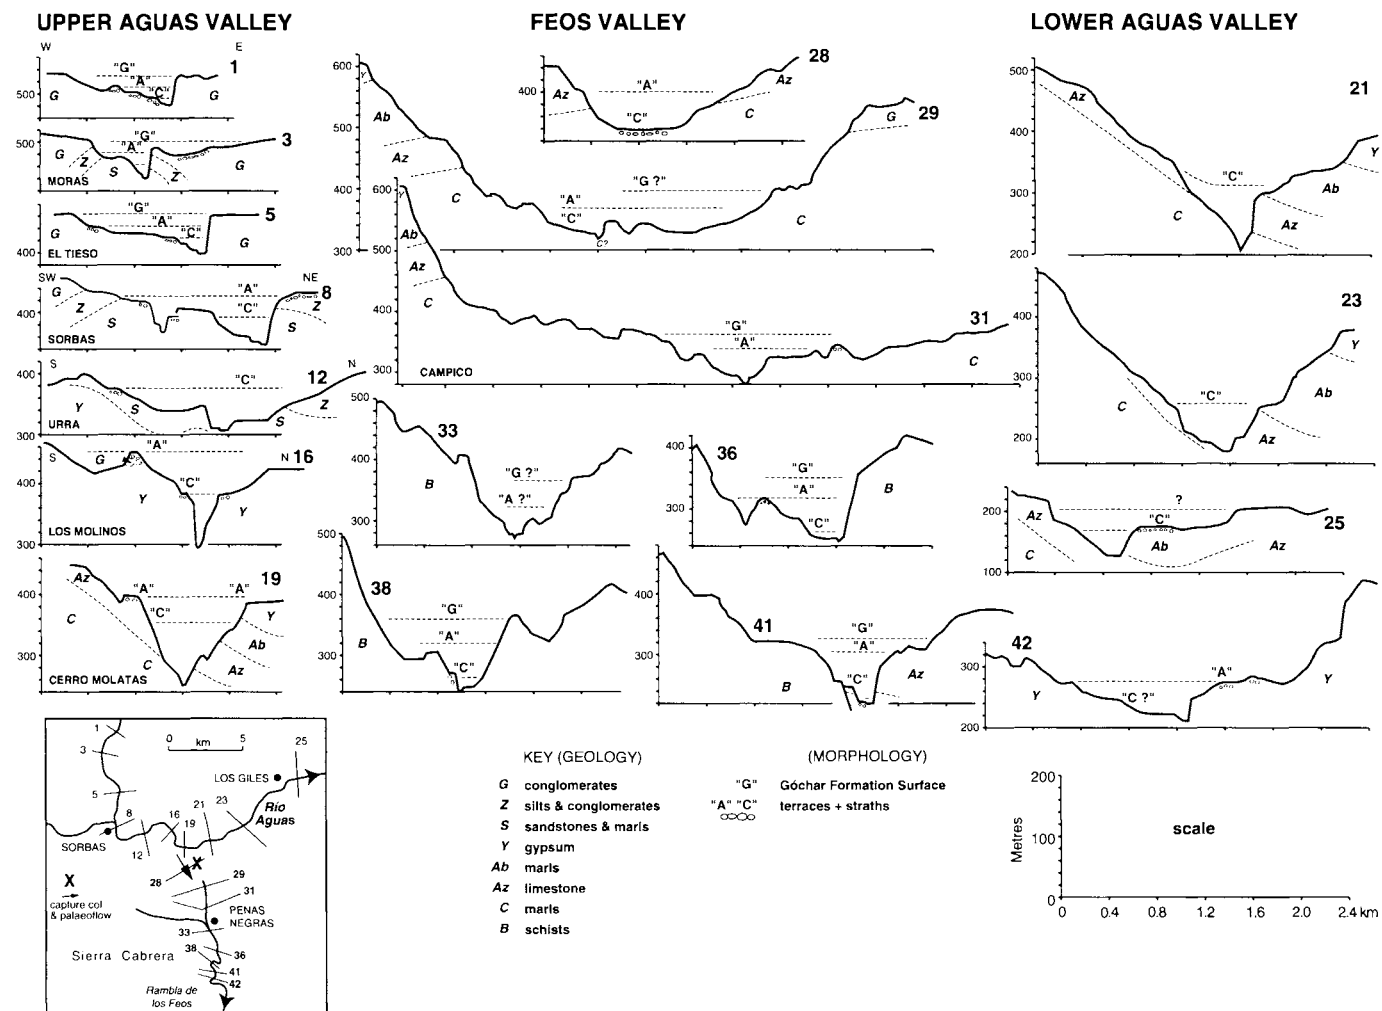 UPPER AGUAS VALLEY
FEOS VALLEY
LOWER AGUAS VALLEY
W E
1
"G"
"A"
"C"
500
G G
3
"G"
"A"
500
G Z S Z G
MORAS
5
"G"
"A"
"C"
G G
400
EL TIESO
SW NE
8
"A"
"C"
G Z S S Z
400
SORBAS
S N
12
400
"C"
Y S S Z
300
URRA
S N
16
"A"
G
400
"C"
Y Y
300
LOS MOLINOS
19
Az "A" "A"
400
"C"
C Y
Ab
C Az
300
CERRO MOLATAS
28
Az Az
400
"A"
"C"
C
29
600
Y
Ab G
500
Az
400
"G ?"
C "A"
"C" C
C?
300
31
600
Y
Ab
500
Az
C
400
"G"
"A"
C
300
CAMPICO
33
500
400
B
"G ?"
"A ?"
300
36
400
"G"
"A"
B
300
"C"
38
500
400
"G"
"A"
B
300
"C"
41
400
"G"
"A"
300
"C"
B Az
21
500
Az
400
Y
"C"
Ab
300
C Az
200
23
400
Y
300
Ab
"C"
C
Az
200
25
?
200
Az "C"
C Ab Az
100
42
300
"A"
Y "C ?" Y
200
1
3
5
8
12
16
19
21
23
25
28
29
31
33
36
38
41
42
0 km 5
LOS GILES
Río
Aguas
SORBAS
X
X
capture col
& palaeoflow
PENAS
NEGRAS
Sierra Cabrera
Rambla de
los Feos
KEY (GEOLOGY)
G conglomerates
Z silts & conglomerates
S sandstones & marls
Y gypsum
Ab marls
Az limestone
C marls
B schists
(MORPHOLOGY)
"G" Góchar Formation Surface
"A" "C" terraces + straths
200
100
0
Metres
scale
0 0.4 0.8 1.2 1.6 2.0 2.4 km